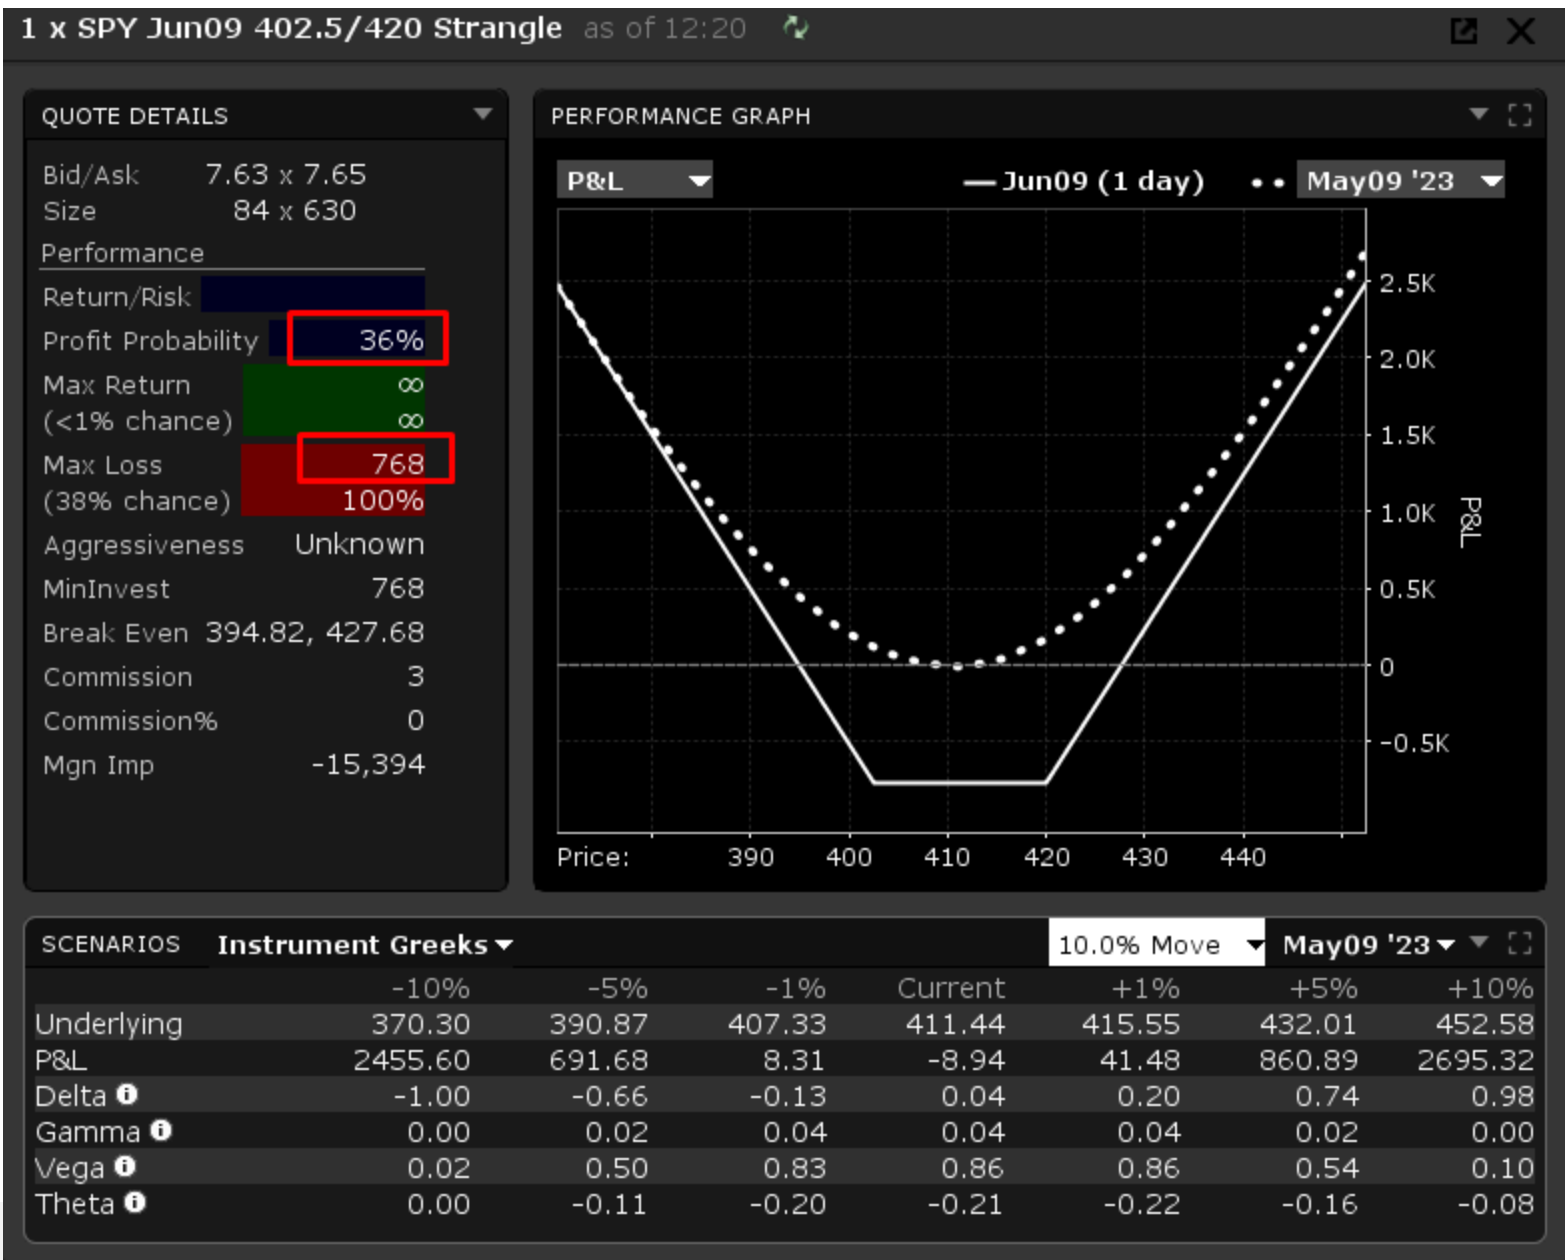 1 x SPY Jun09 402.5/420 Strangle as of 12:20
QUOTE DETAILS
Bid/Ask 7.63 x 7.65
Size 84 x 630
Performance
Return/Risk
Profit Probability 36%
Max Return ∞
(<1% chance) ∞
Max Loss 768
(38% chance) 100%
Aggressiveness Unknown
MinInvest 768
Break Even 394.82, 427.68
Commission 3
Commission% 0
Mgn Imp -15,394
PERFORMANCE GRAPH
P&L Jun09 (1 day) May09 '23
2.5K
2.0K
1.5K
1.0K
0.5K
0
-0.5K
P&L
Price: 390 400 410 420 430 440
SCENARIOS Instrument Greeks 10.0% Move May09 '23
-10% -5% -1% Current +1% +5% +10%
Underlying 370.30 390.87 407.33 411.44 415.55 432.01 452.58
P&L 2455.60 691.68 8.31 -8.94 41.48 860.89 2695.32
Delta -1.00 -0.66 -0.13 0.04 0.20 0.74 0.98
Gamma 0.00 0.02 0.04 0.04 0.04 0.02 0.00
Vega 0.02 0.50 0.83 0.86 0.86 0.54 0.10
Theta 0.00 -0.11 -0.20 -0.21 -0.22 -0.16 -0.08